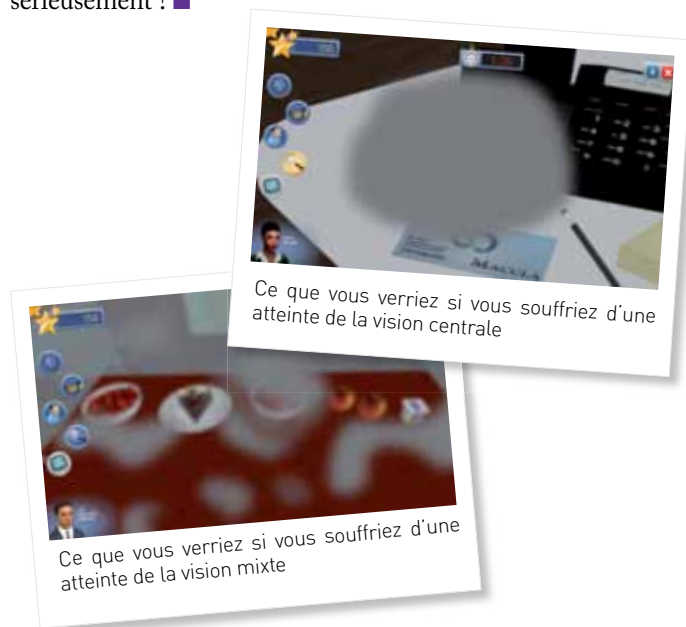 sérieusement !
MACULA
Ce que vous verriez si vous souffriez d'une
atteinte de la vision centrale
Ce que vous verriez si vous souffriez d'une
atteinte de la vision mixte